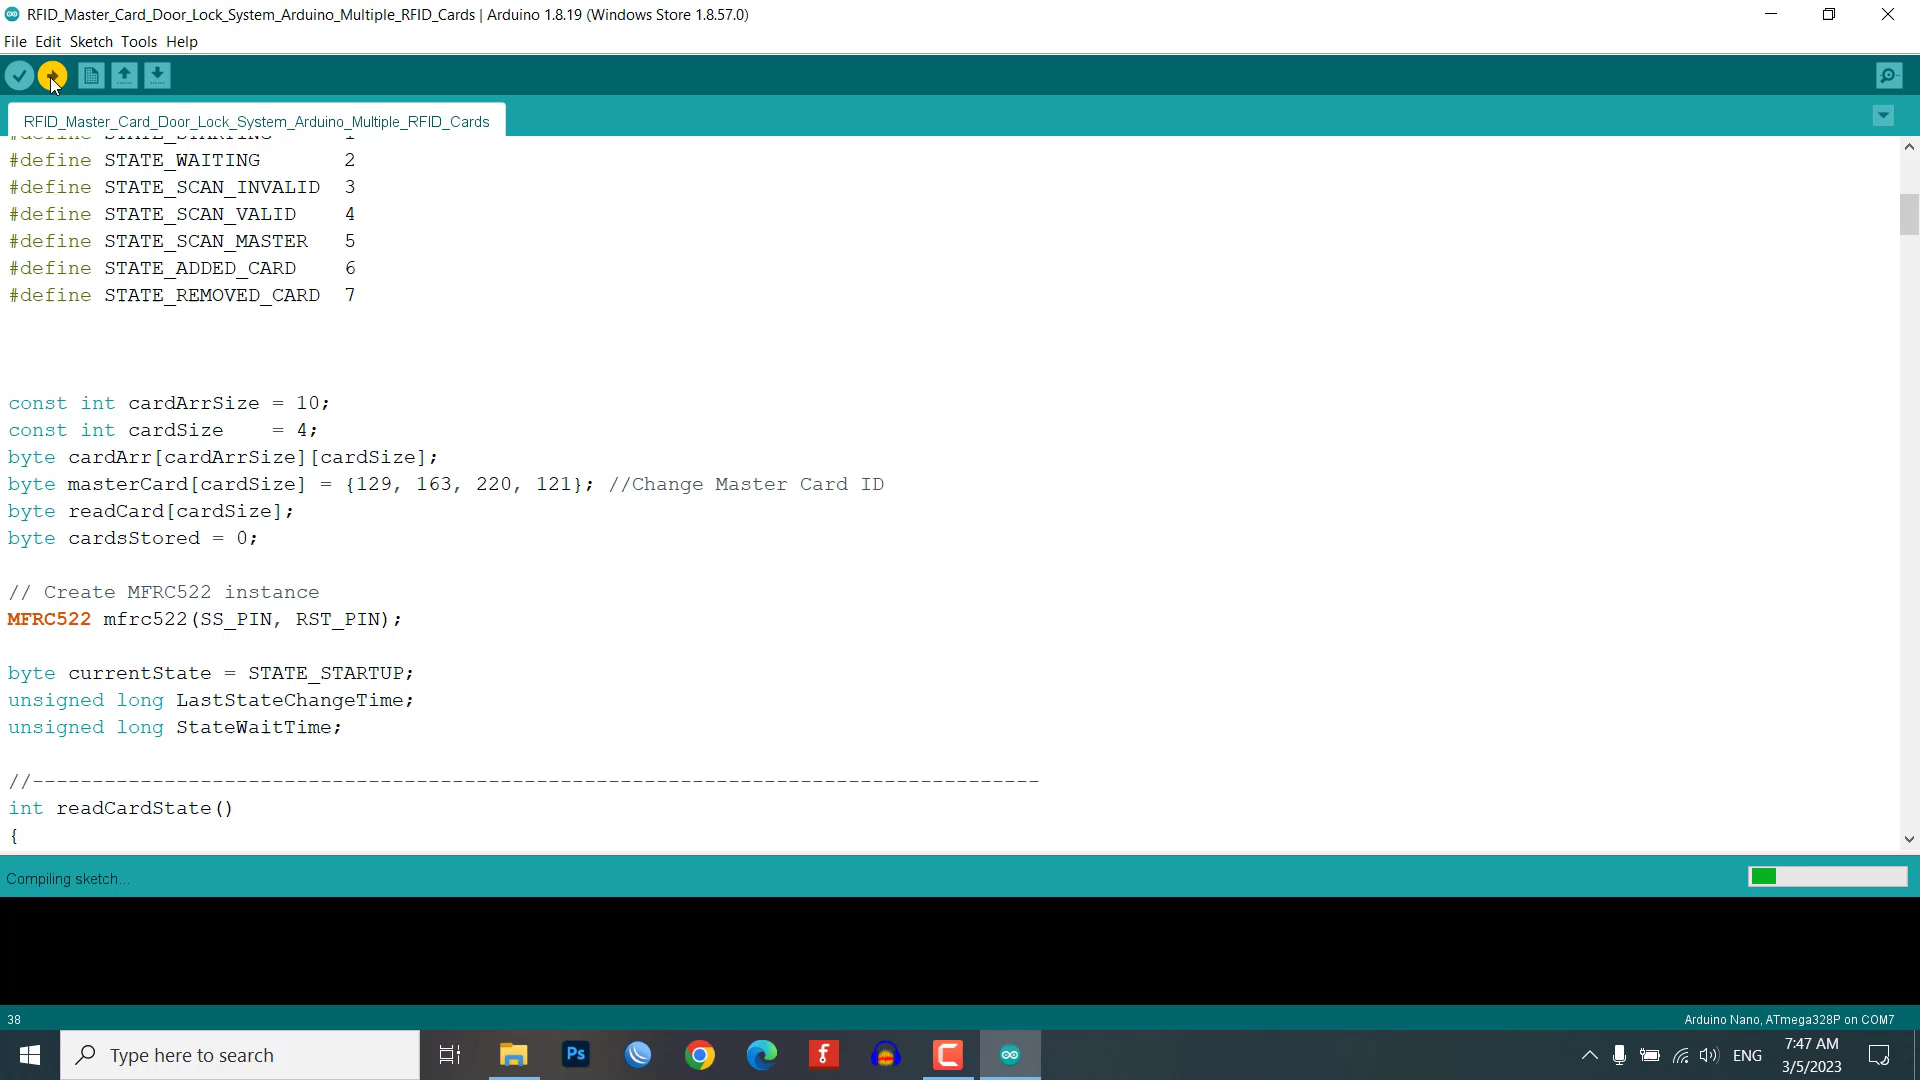 RFID_Master_Card_Door_Lock_System_Arduino_Multiple_RFID_Cards | Arduino 1.8.19 (Windows Store 1.8.57.0)
File Edit Sketch Tools Help
RFID_Master_Card_Door_Lock_System_Arduino_Multiple_RFID_Cards
#define STATE_STARTING 1
#define STATE_WAITING 2
#define STATE_SCAN_INVALID 3
#define STATE_SCAN_VALID 4
#define STATE_SCAN_MASTER 5
#define STATE_ADDED_CARD 6
#define STATE_REMOVED_CARD 7
const int cardArrSize = 10;
const int cardSize = 4;
byte cardArr[cardArrSize][cardSize];
byte masterCard[cardSize] = {129, 163, 220, 121}; //Change Master Card ID
byte readCard[cardSize];
byte cardsStored = 0;
// Create MFRC522 instance
MFRC522 mfrc522(SS_PIN, RST_PIN);
byte currentState = STATE_STARTUP;
unsigned long LastStateChangeTime;
unsigned long StateWaitTime;
//------------------------------------------------------------------------------------
int readCardState()
{
Compiling sketch...
38
Arduino Nano, ATmega328P on COM7
Type here to search
Ps
ENG
7:47 AM
3/5/2023